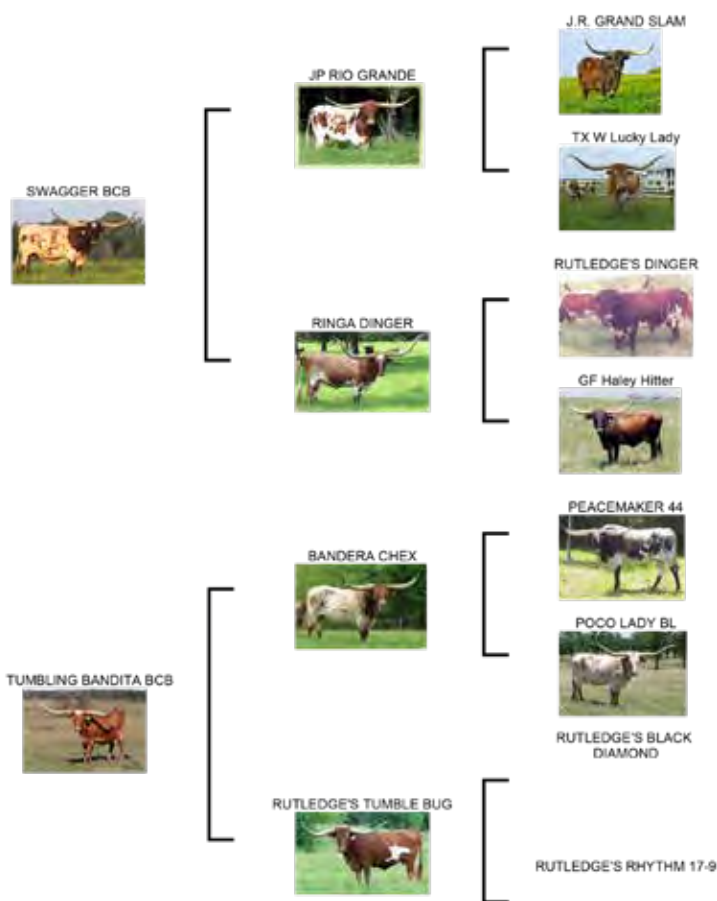 J.R. GRAND SLAM
JP RIO GRANDE
TX W Lucky Lady
SWAGGER BCB
RUTLEDGE'S DINGER
RINGA DINGER
GF Haley Hitter
PEACEMAKER 44
BANDERA CHEX
POCO LADY BL
TUMBLING BANDITA BCB
RUTLEDGE'S BLACK
DIAMOND
RUTLEDGE'S TUMBLE BUG
RUTLEDGE'S RHYTHM 17-9